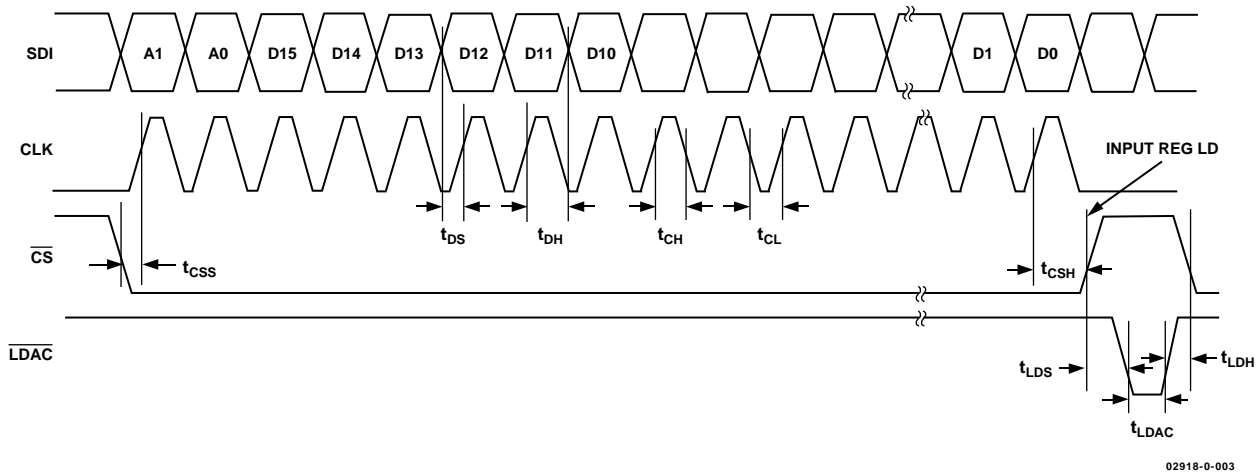 SDI
A1 A0 D15 D14 D13 D12 D11 D10 D1 D0
CLK
INPUT REG LD
tDS tDH tCH tCL
CS
tCSS
tCSH
LDAC
tLDS
tLDH
tLDAC
02918-0-003